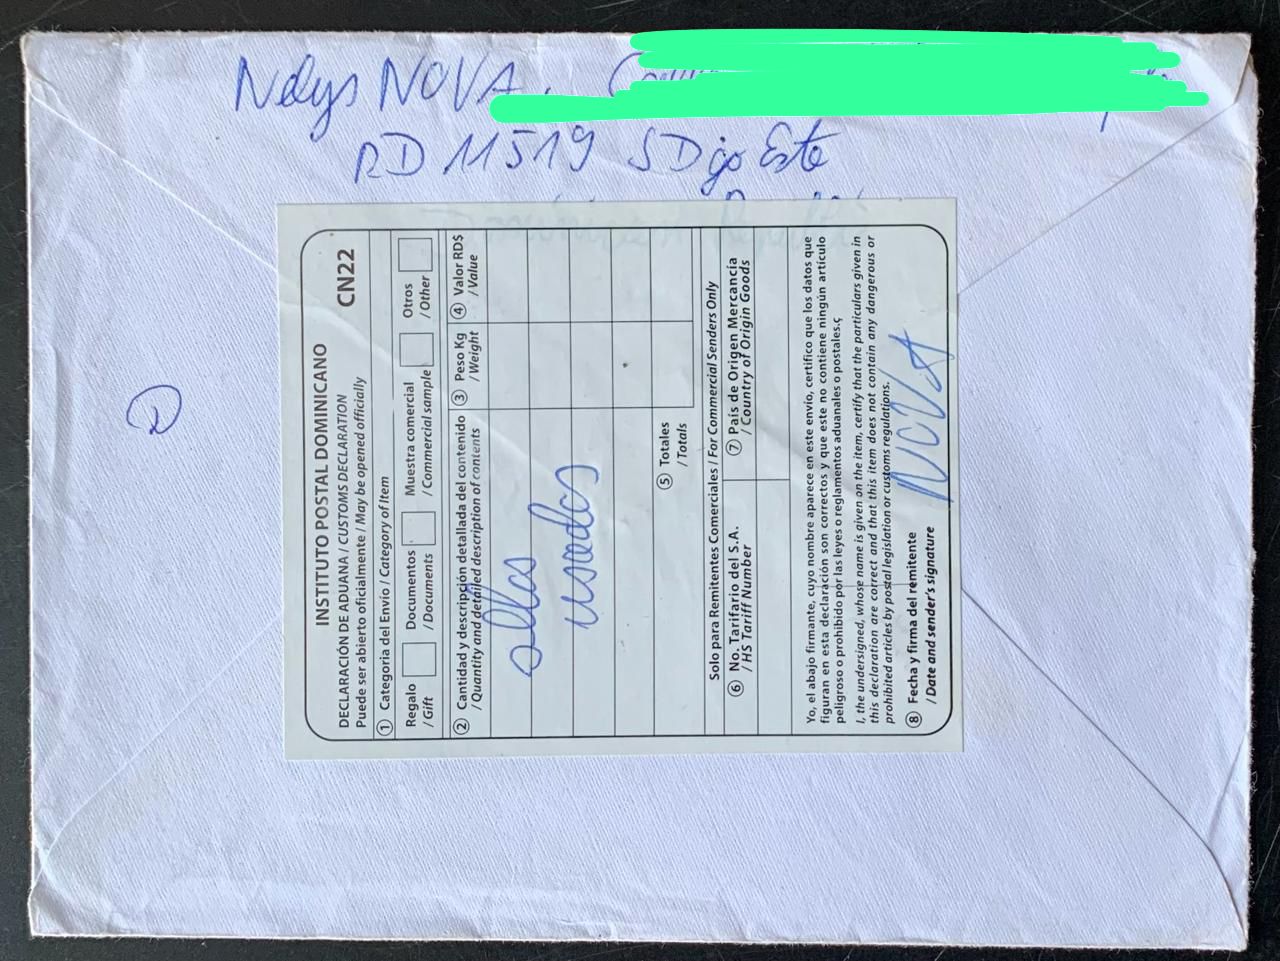 Nelys NOVA.
RD 11519 SDgo Este
INSTITUTO POSTAL DOMINICANO
CN22
DECLARACIÓN DE ADUANA / CUSTOMS DECLARATION
Puede ser abierto oficialmente / May be opened officially
1 Categoria del Envío / Category of Item
Regalo / Gift
Documentos / Documents
Muestra comercial / Commercial sample
Otros / Other
2 Cantidad y descripción detallada del contenido / Quantity and detailed description of contents
3 Peso Kg / Weight
4 Valor RD$ / Value
sellos
usados
5 Totales / Totals
Solo para Remitentes Comerciales / For Commercial Senders Only
6 No. Tarifario del S.A. / HS Tariff Number
7 País de Origen Mercancia / Country of Origin Goods
Yo, el abajo firmante, cuyo nombre aparece en este envío, certifico que los datos que
figuran en esta declaración son correctos y que este no contiene ningún artículo
peligroso o prohibido por las leyes o reglamentos aduanales o postales.ç
I, the undersigned, whose name is given on the item, certify that the particulars given in
this declaration are correct and that this item does not contain any dangerous or
prohibited articles by postal legislation or customs regulations.
8 Fecha y firma del remitente
/ Date and sender's signature
NOVA